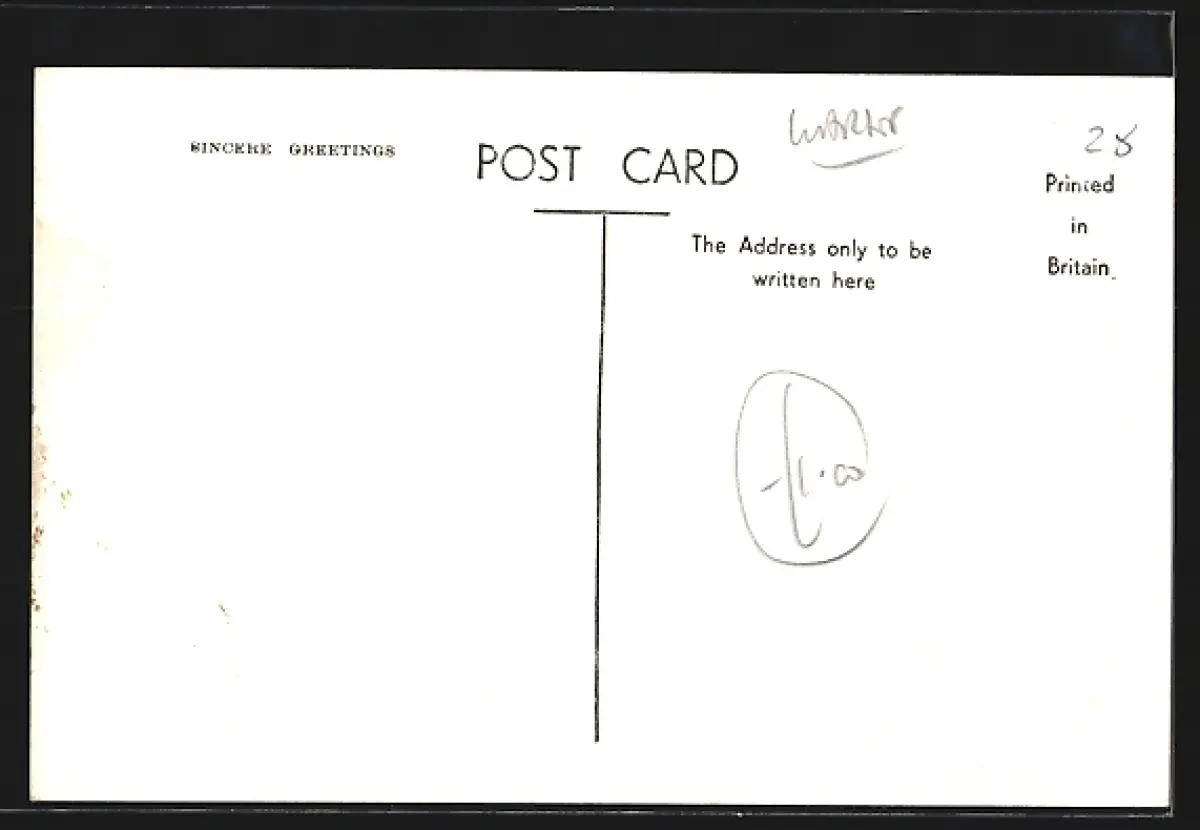 SINCERE GREETINGS
POST CARD
28
Printed
in
Britain.
The Address only to be
written here